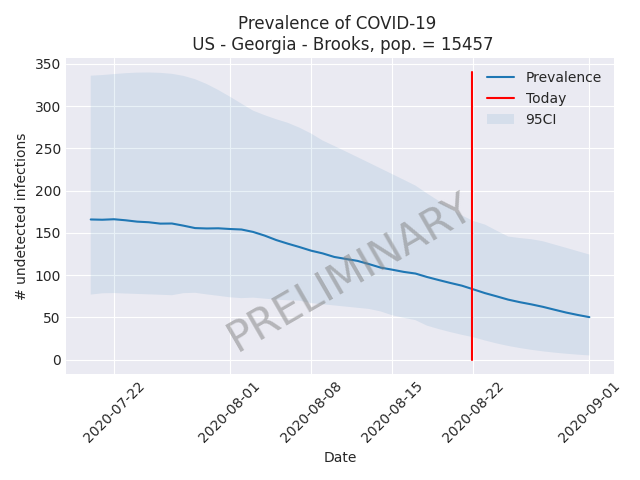 Prevalence of COVID-19
US - Georgia - Brooks, pop. = 15457
# undetected infections
350
300
250
200
150
100
50
0
Prevalence
Today
95CI
PRELIMINARY
2020-07-22
2020-08-01
2020-08-08
2020-08-15
2020-08-22
2020-09-01
Date